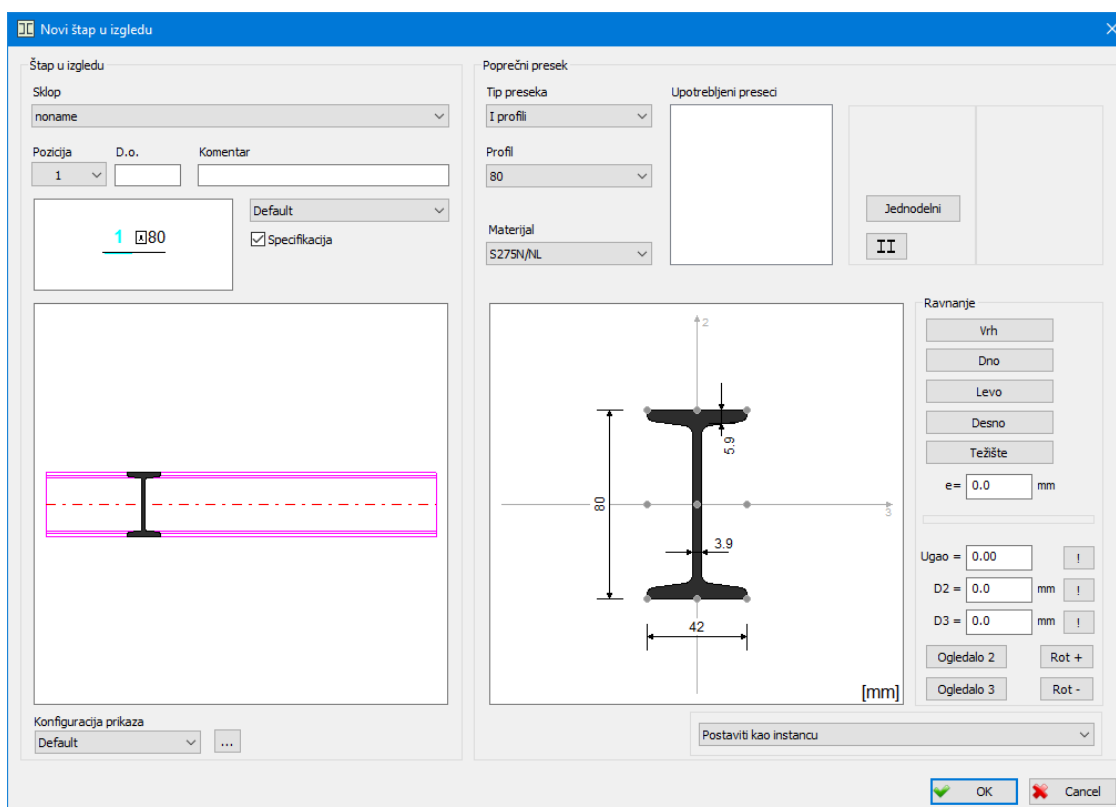 Novi štap u izgledu
Štap u izgledu
Sklop
noname
Pozicija D.o. Komentar
1
1 I 80
Default
Specifikacija
Konfiguracija prikaza
Default
...
Poprečni presek
Tip preseka
I profili
Profil
80
Materijal
S275N/NL
Upotrebljeni preseci
Jednodelni
II
2
3
5.9
80
3.9
42
[mm]
Ravnanje
Vrh
Dno
Levo
Desno
Težište
e= 0.0 mm
Ugao = 0.00 !
D2 = 0.0 mm !
D3 = 0.0 mm !
Ogledalo 2 Rot +
Ogledalo 3 Rot -
Postaviti kao instancu
OK Cancel